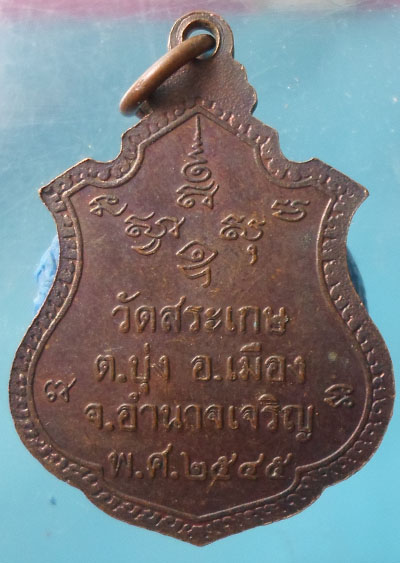 วัดสระเกษ
ต.บุ่ง อ.เมือง
จ.อำนาจเจริญ
พ.ศ.๒๕๔๕